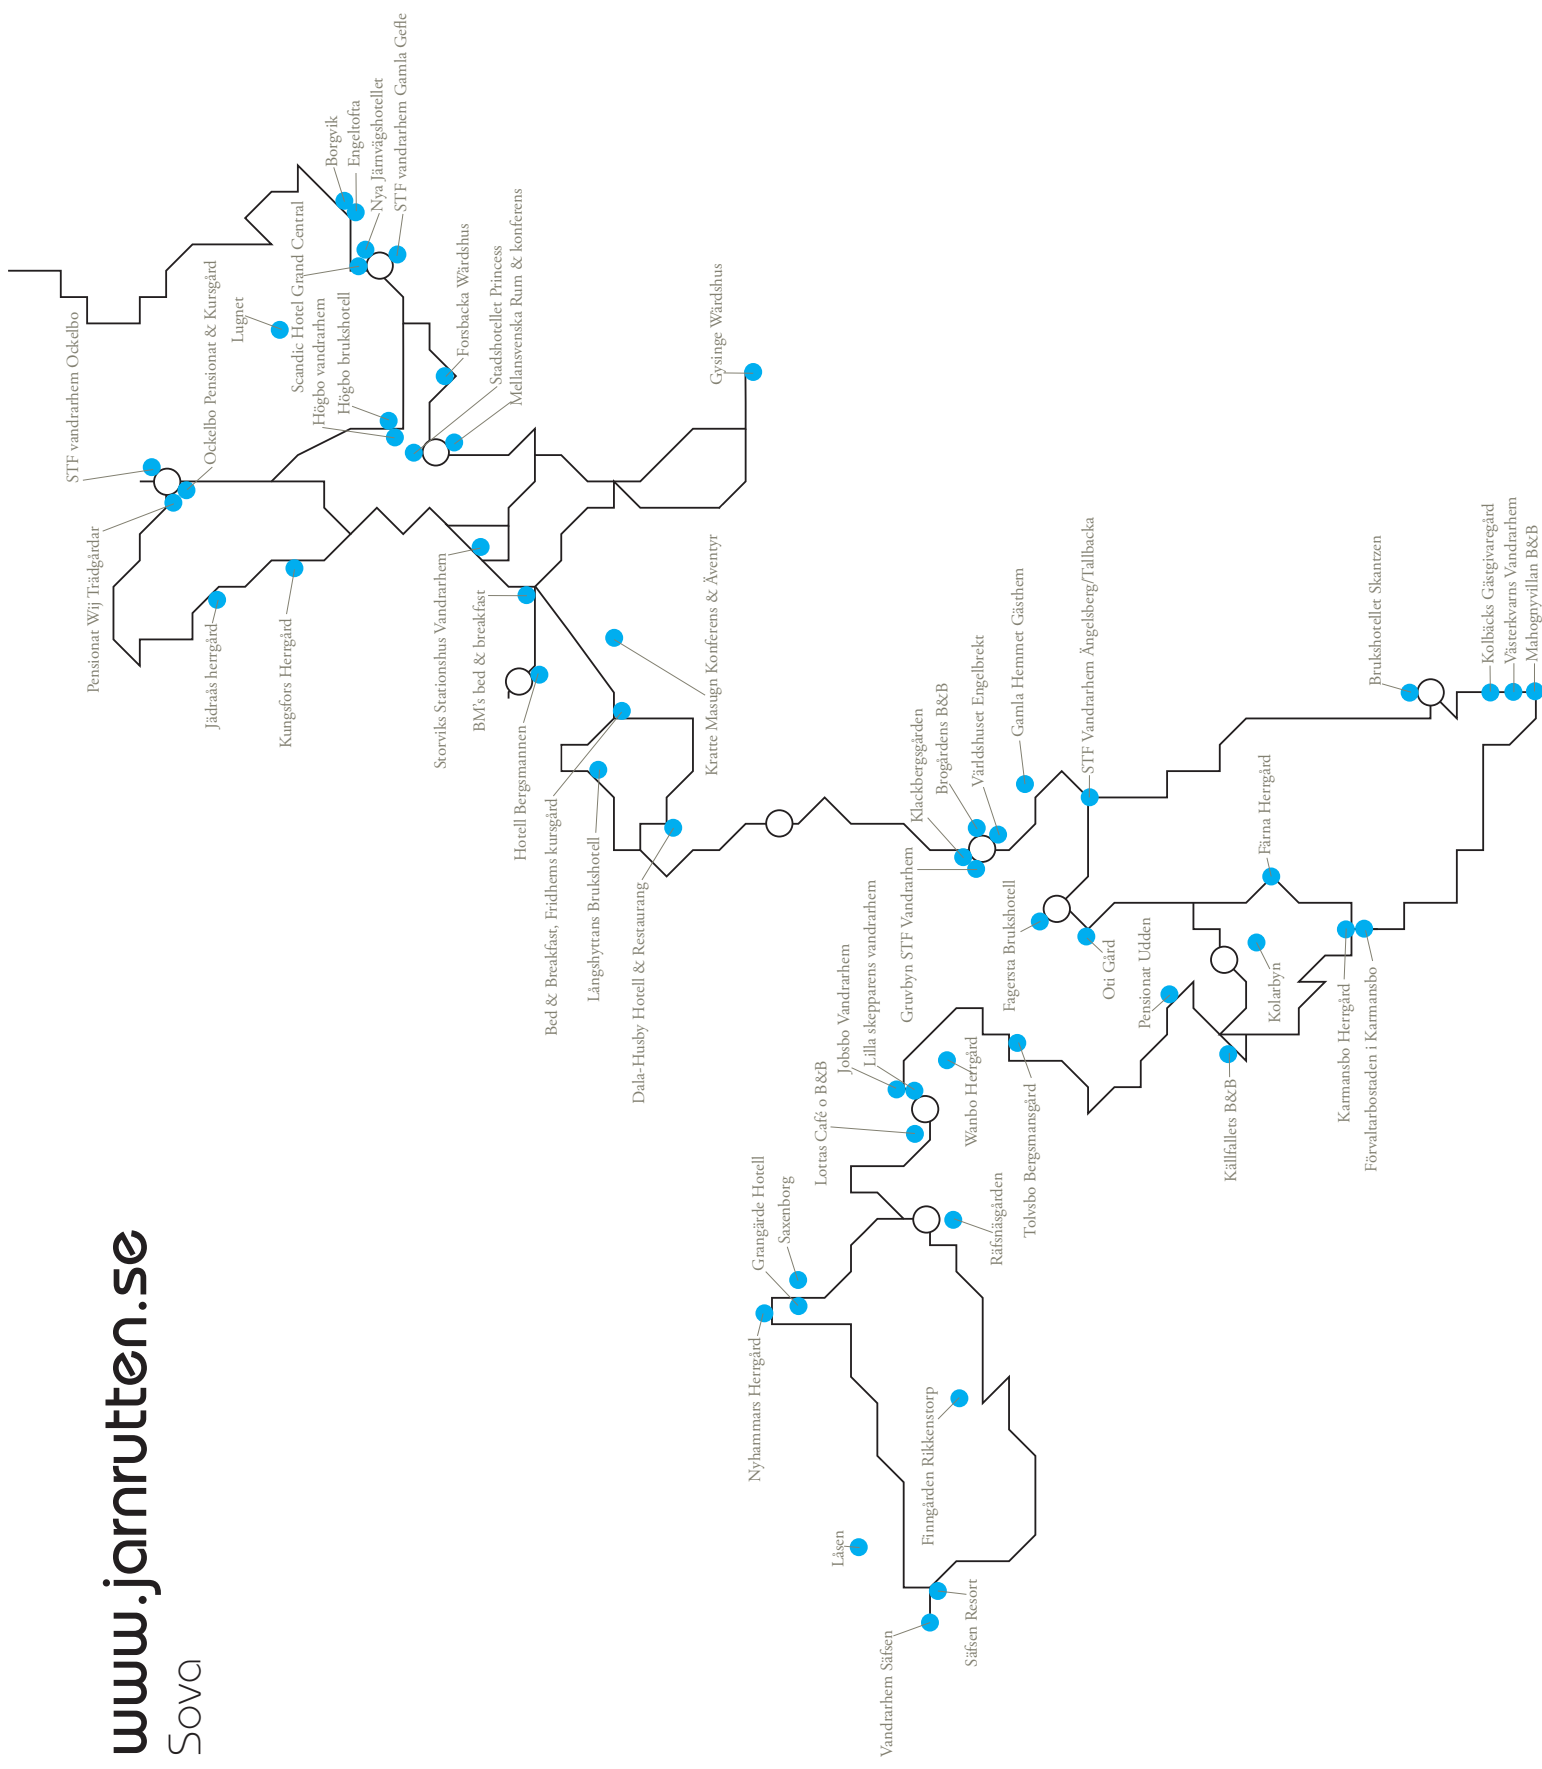 www.jarnrutten.se
Sova
STF vandrarhem Ockelbo
Pensionat Wij Trädgårdar
Ockelbo Pensionat & Kursgård
Jädraås herrgård
Lugnet
Kungsfors Herrgård
Scandic Hotel Grand Central
Högbo vandrarhem
Högbo brukshotell
Borgvik
Engeltofta
Nya Järnvägshotellet
STF vandrarhem Gamla Gefle
Forsbacka Wärdshus
Stadshotellet Princess
Mellansvenska Rum & konferens
Storviks Stationshus Vandrarhem
BM's bed & breakfast
Hotell Bergsmannen
Bed & Breakfast, Fridhems kursgård
Långshyttans Brukshotell
Dala-Husby Hotell & Restaurang
Kratte Masugn Konferens & Äventyr
Gysinge Wärdshus
Nyhammars Herrgård
Grangärde Hotell
Saxenborg
Lottas Café o B&B
Låsen
Jobsbo Vandrarhem
Lilla skepparens vandrarhem
Vandrarhem Säfsen
Gruvbyn STF Vandrarhem
Klackbergsgården
Finngården Rikkenstorp
Brogårdens B&B
Världshuset Engelbrekt
Wanbo Herrgård
Säfsen Resort
Räfsnäsgården
Fagersta Brukshotell
Gamla Hemmet Gästhem
Tolvsbo Bergsmansgård
STF Vandrarhem Ängelsberg/Tallbacka
Oti Gård
Pensionat Udden
Källfallets B&B
Färna Herrgård
Kolarbyn
Karmansbo Herrgård
Förvaltarbostaden i Karmansbo
Brukshotellet Skantzen
Kolbäcks Gästgivaregård
Västerkvarns Vandrarhem
Mahognyvillan B&B